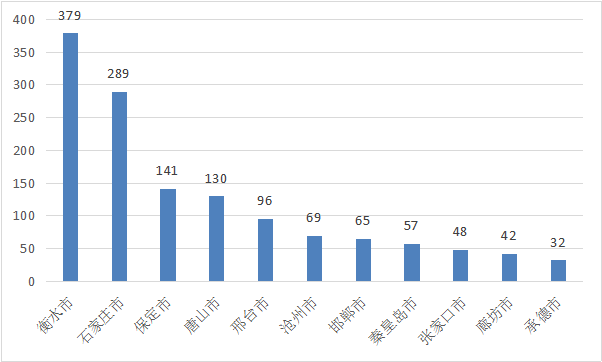 400
350
300
250
200
150
100
50
0
379
289
141
130
96
69
65
57
48
42
32
衡水市
石家庄市
保定市
唐山市
邢台市
沧州市
邯郸市
秦皇岛市
张家口市
廊坊市
承德市